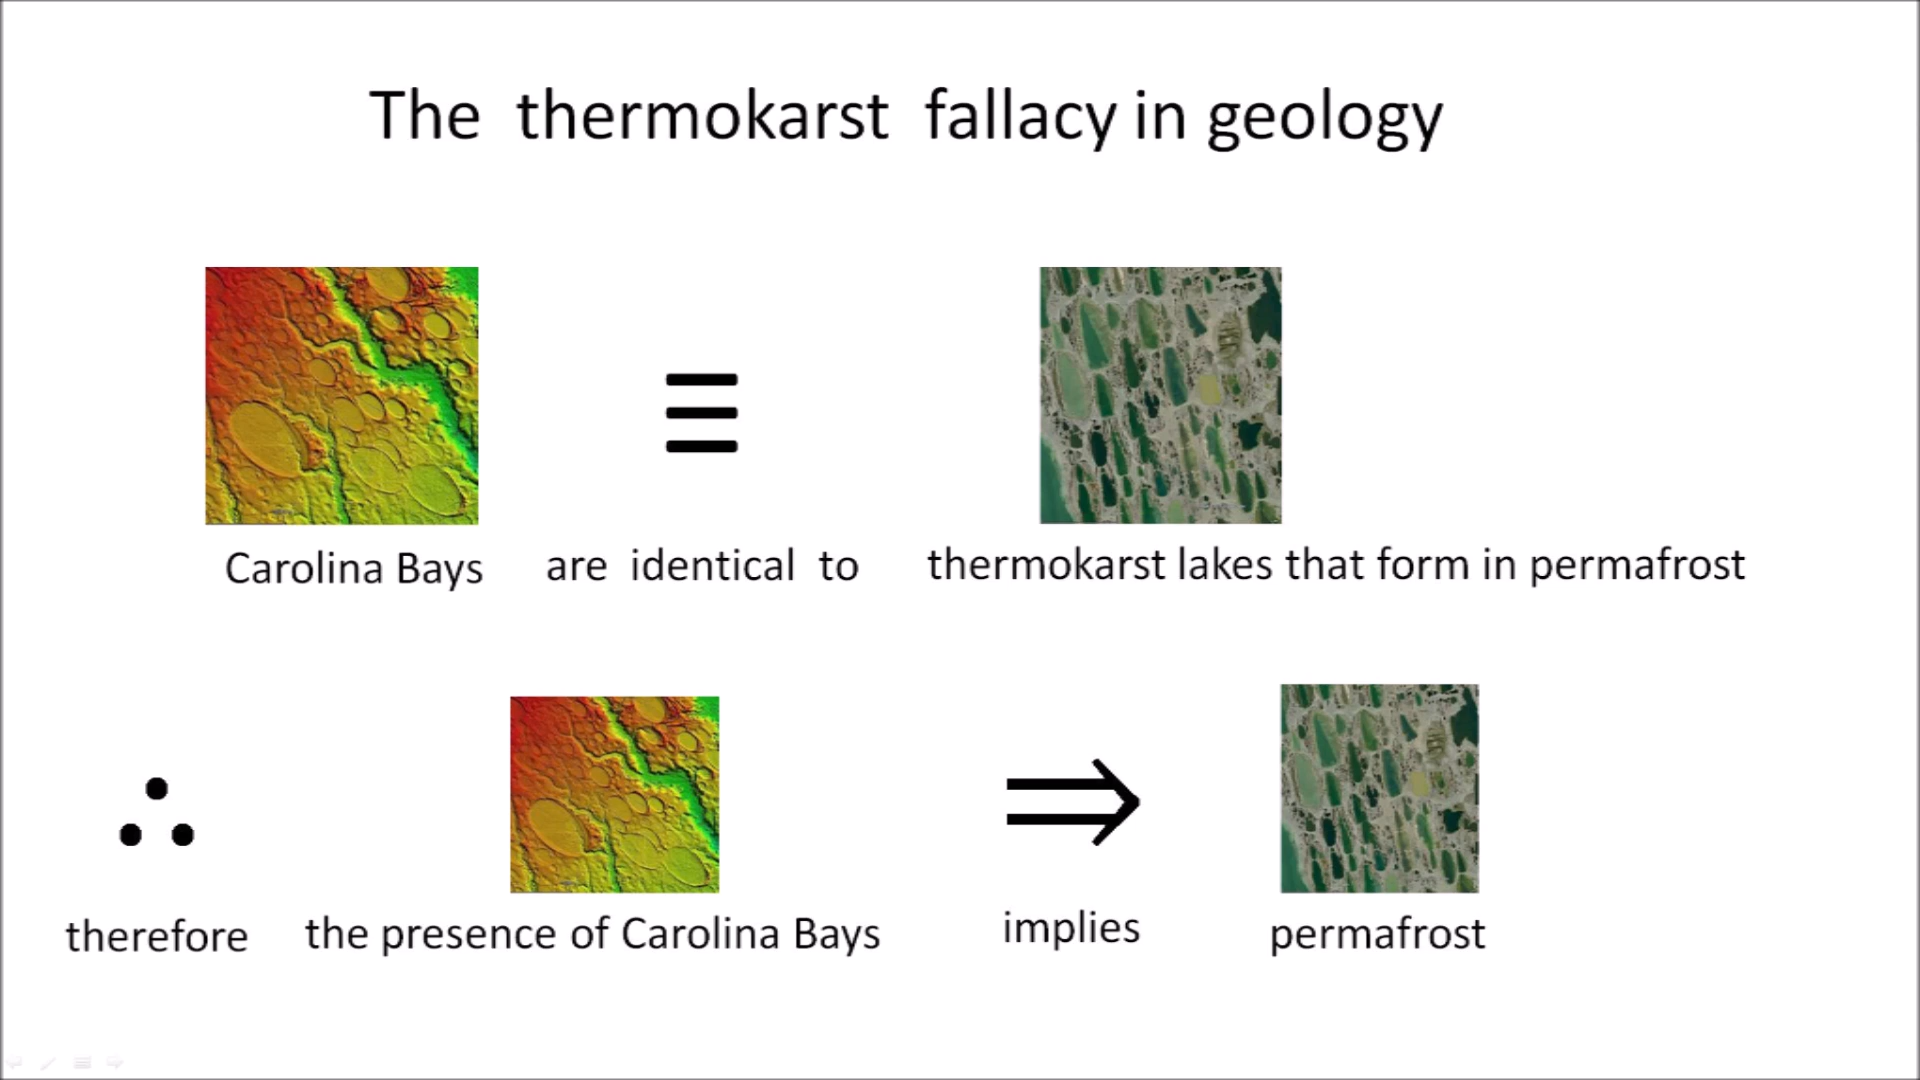 The thermokarst fallacy in geology
Carolina Bays are identical to thermokarst lakes that form in permafrost
therefore the presence of Carolina Bays implies permafrost